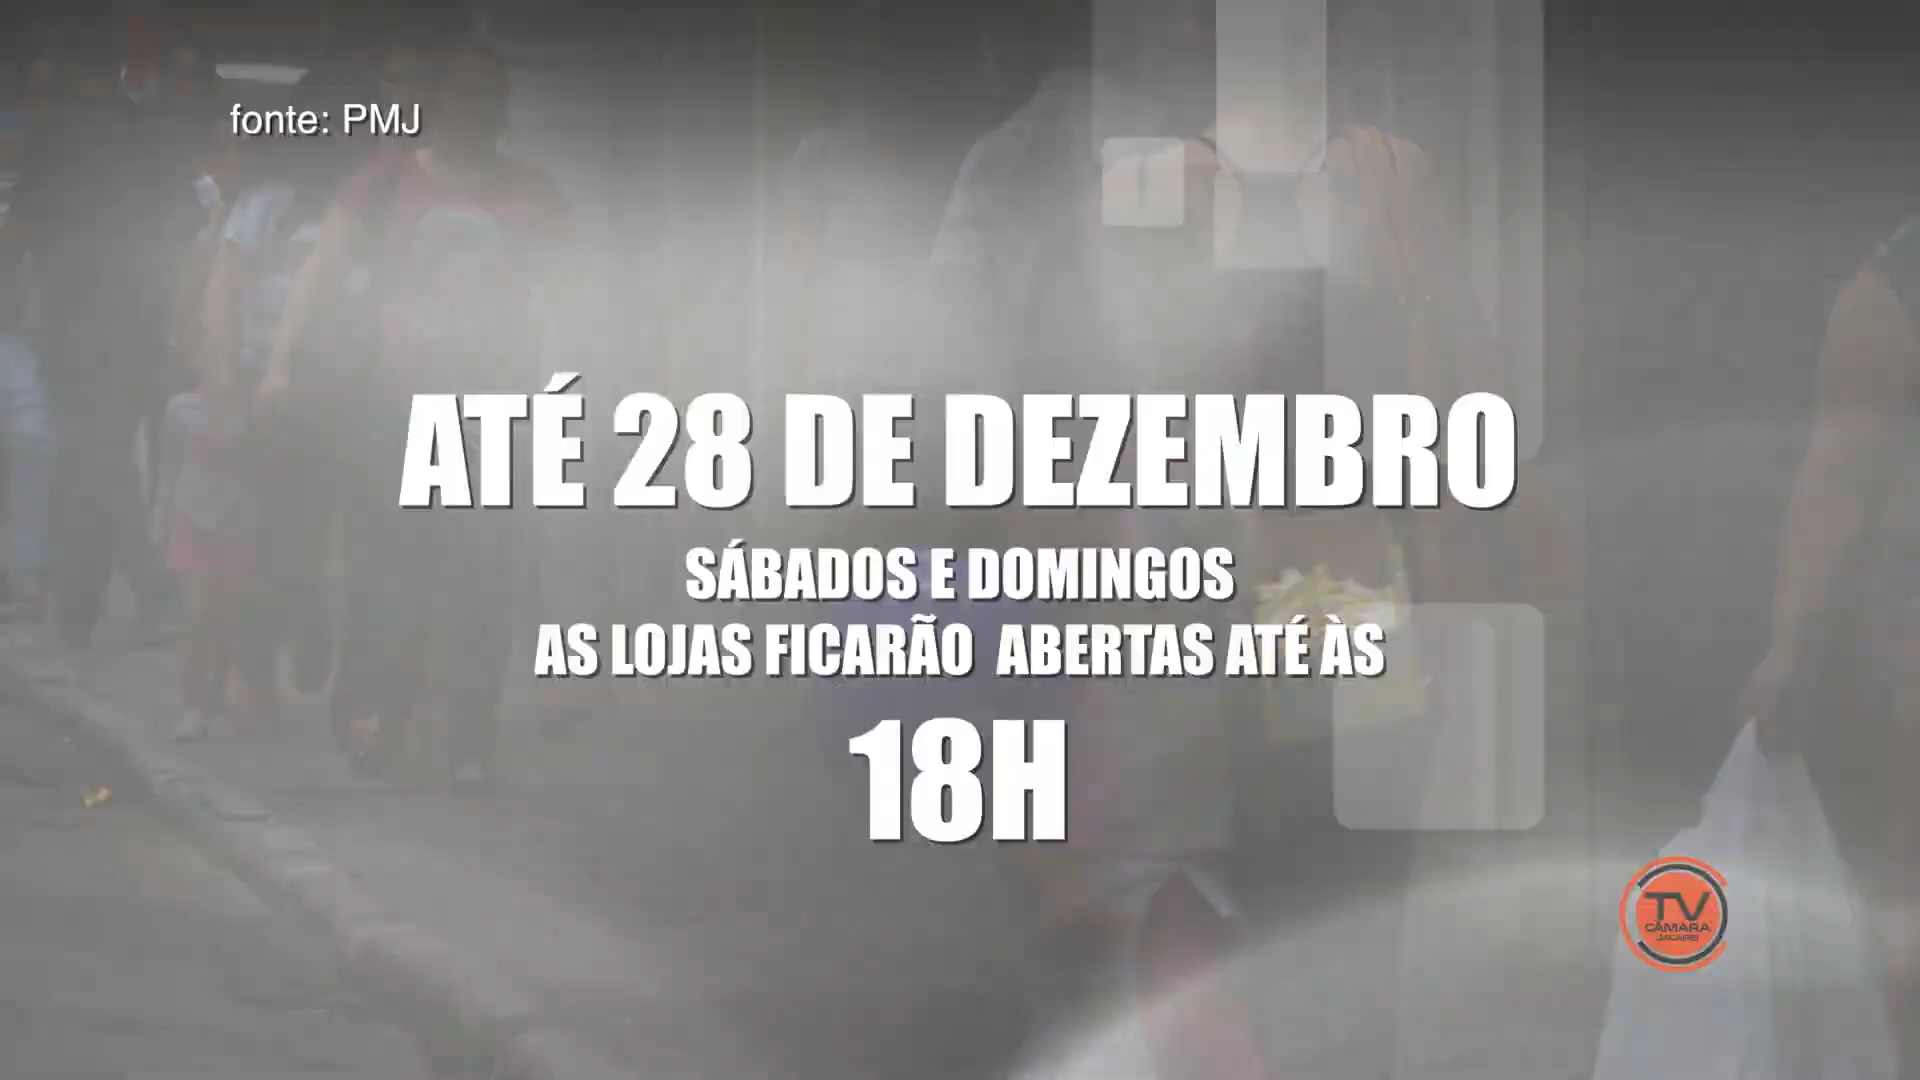 fonte: PMJ
ATÉ 28 DE DEZEMBRO
SÁBADOS E DOMINGOS
AS LOJAS FICARÃO ABERTAS ATÉ ÀS
18H
TV
CÂMARA
JACAREÍ